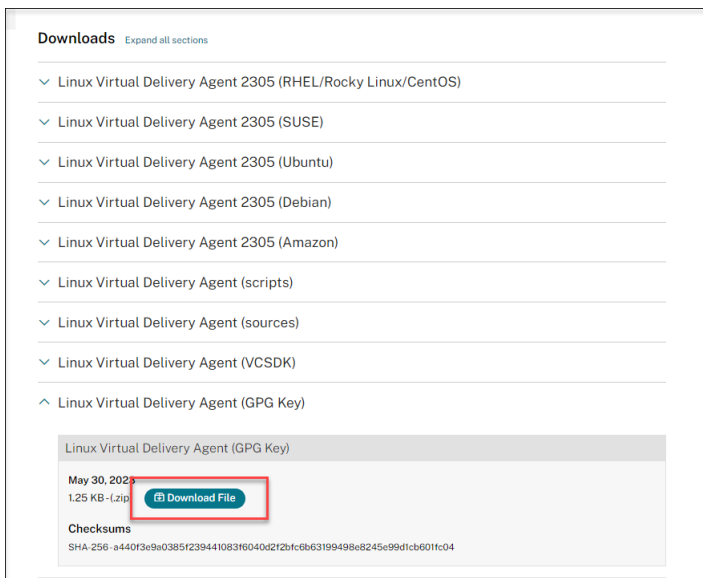 Downloads Expand all sections
Linux Virtual Delivery Agent 2305 (RHEL/Rocky Linux/CentOS)
Linux Virtual Delivery Agent 2305 (SUSE)
Linux Virtual Delivery Agent 2305 (Ubuntu)
Linux Virtual Delivery Agent 2305 (Debian)
Linux Virtual Delivery Agent 2305 (Amazon)
Linux Virtual Delivery Agent (scripts)
Linux Virtual Delivery Agent (sources)
Linux Virtual Delivery Agent (VCSDK)
Linux Virtual Delivery Agent (GPG Key)
Linux Virtual Delivery Agent (GPG Key)
May 30, 2023
1.25 KB - (.zip Download File
Checksums
SHA-256 - a440f3e9a0385f239441083f6040d2f2bfc6b63199498e8245e99d1cb601fc04